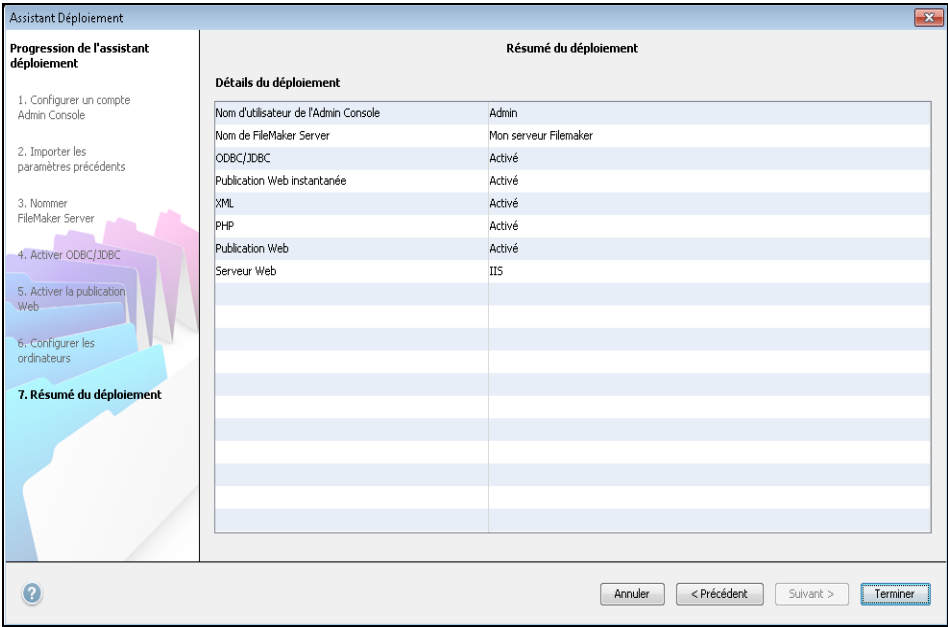 Assistant Déploiement
Progression de l'assistant
déploiement
1. Configurer un compte
Admin Console
2. Importer les
paramètres précédents
3. Nommer
FileMaker Server
4. Activer ODBC/JDBC
5. Activer la publication
Web
6. Configurer les
ordinateurs
7. Résumé du déploiement
Résumé du déploiement
Détails du déploiement
Nom d'utilisateur de l'Admin Console Admin
Nom de FileMaker Server Mon serveur Filemaker
ODBC/JDBC Activé
Publication Web instantanée Activé
XML Activé
PHP Activé
Publication Web Activé
Serveur Web IIS
? Annuler < Précédent Suivant > Terminer